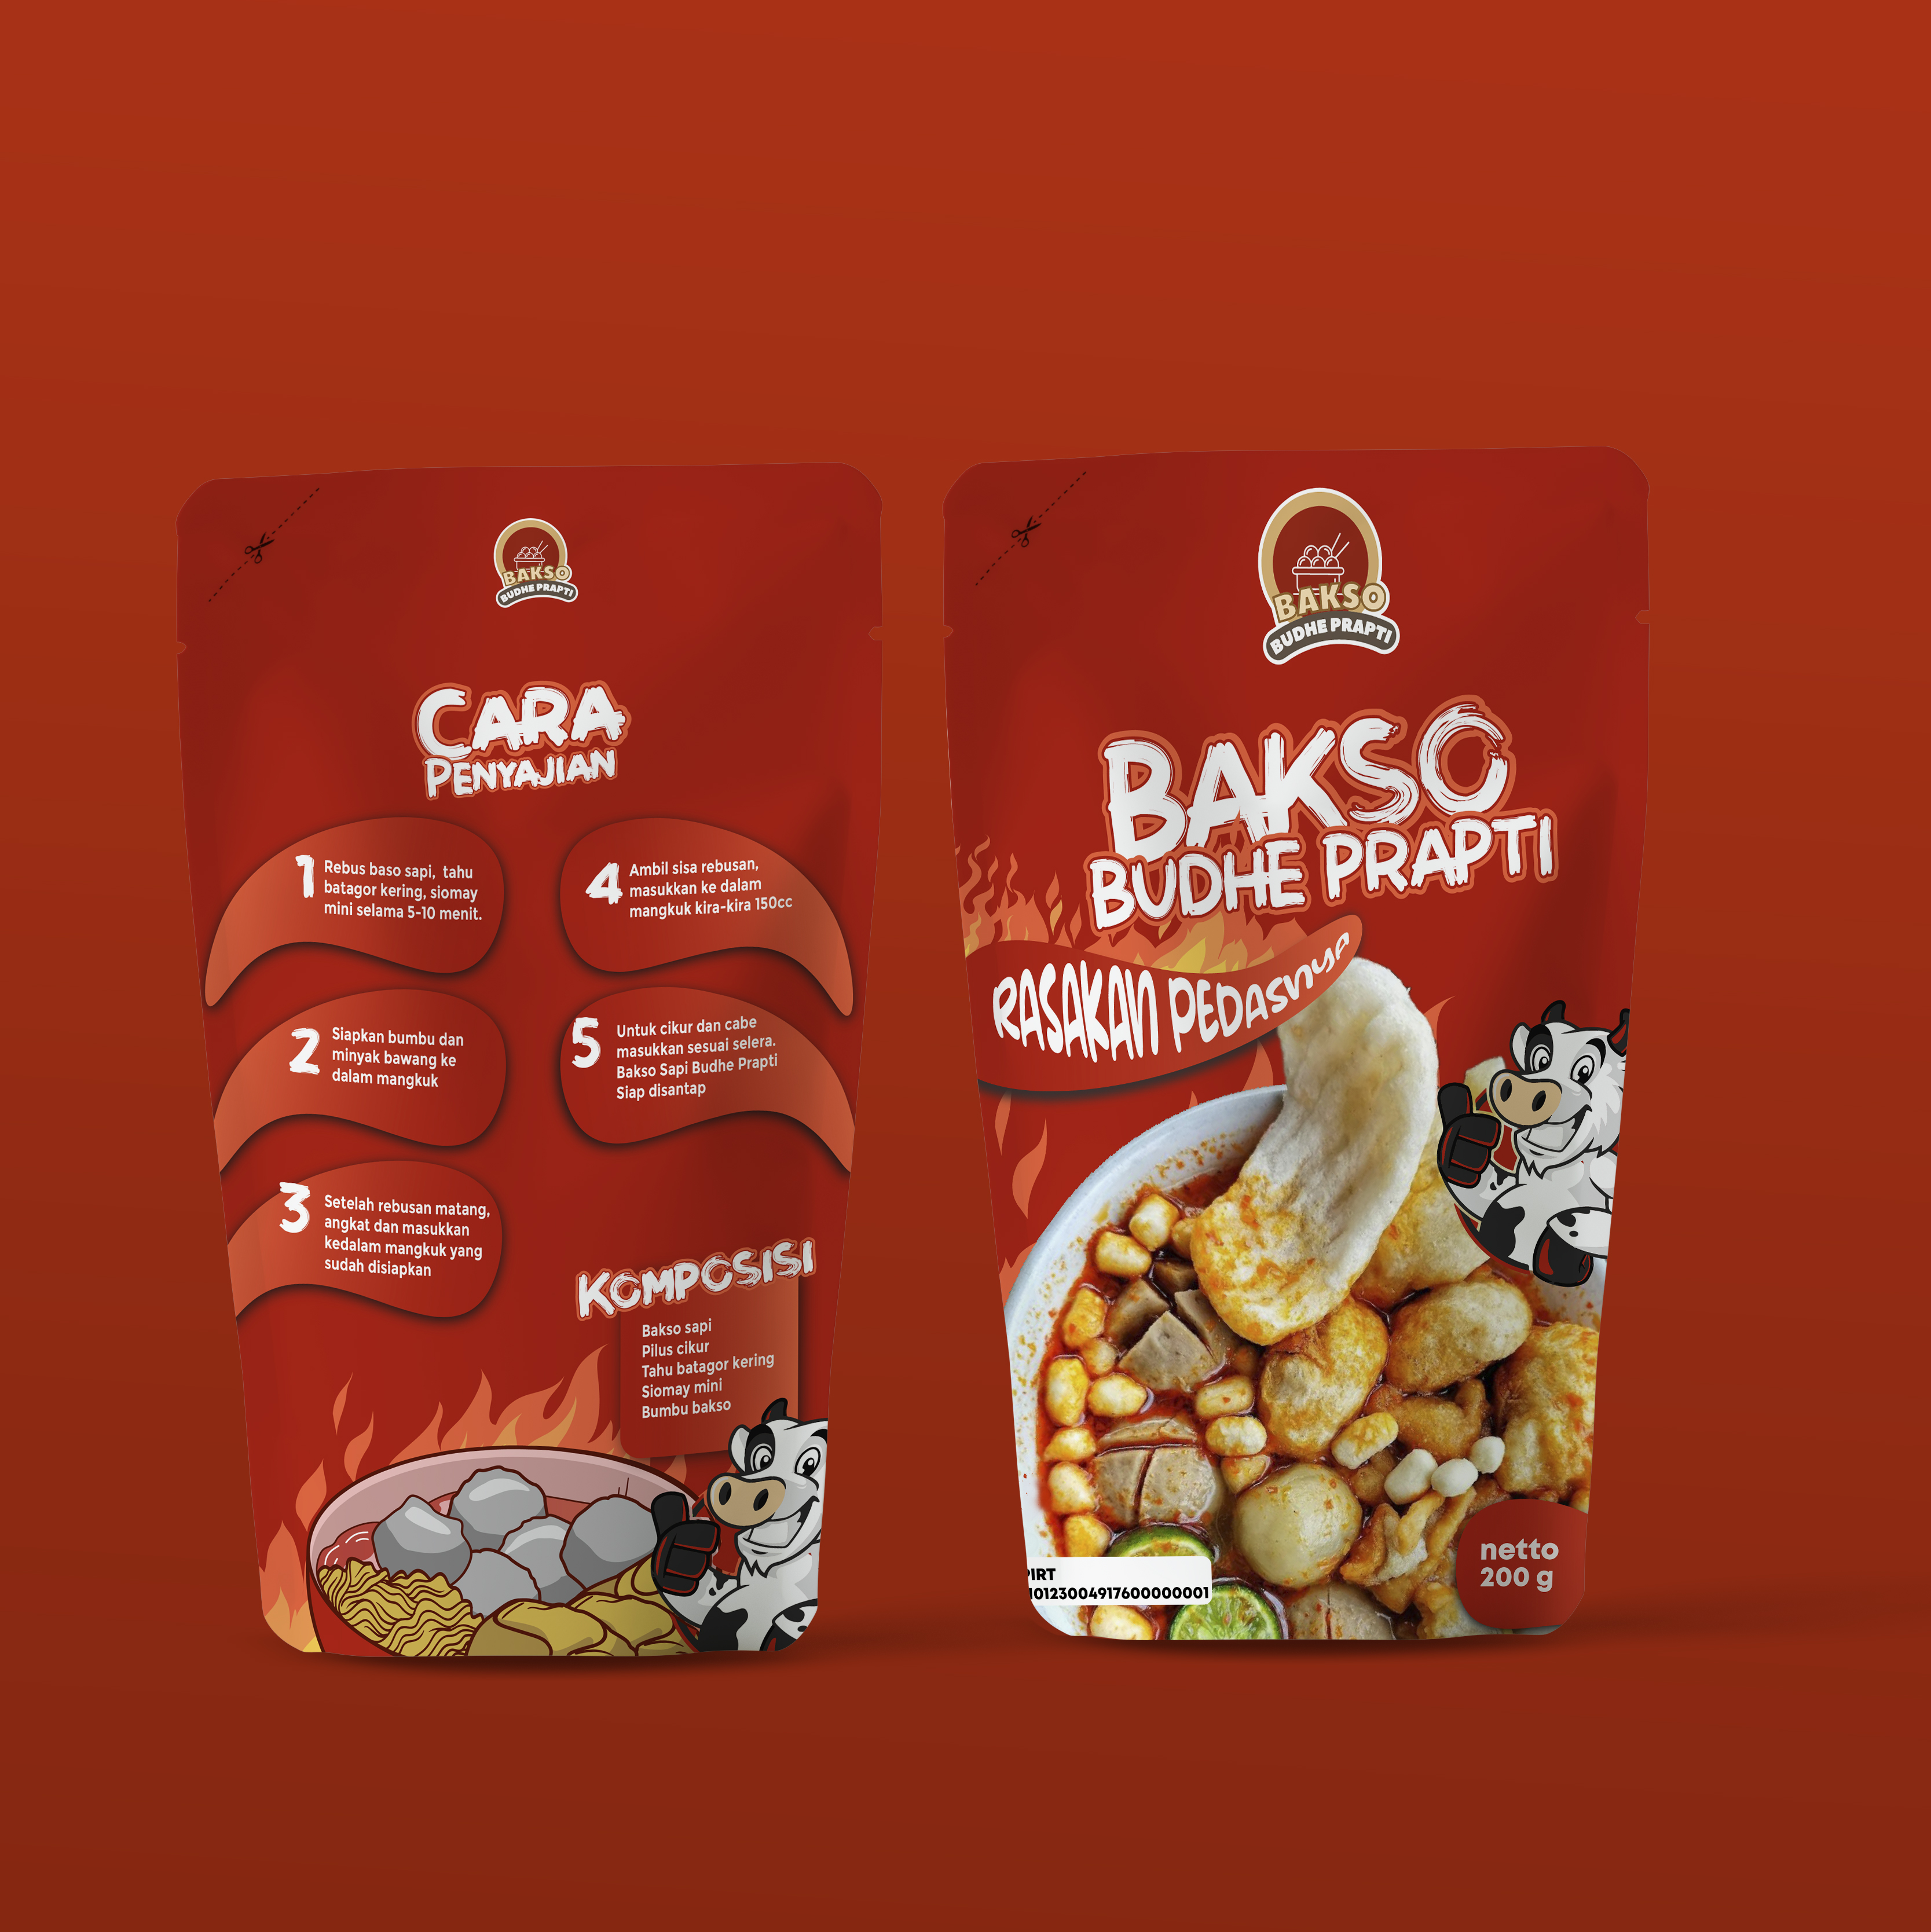 BAKSO
BUDHE PRAPTI
CARA
PENYAJIAN
1
Rebus baso sapi, tahu
batagor kering, siomay
mini selama 5-10 menit.
2
Siapkan bumbu dan
minyak bawang ke
dalam mangkuk
3
Setelah rebusan matang,
angkat dan masukkan
kedalam mangkuk yang
sudah disiapkan
4
Ambil sisa rebusan,
masukkan ke dalam
mangkuk kira-kira 150cc
5
Untuk cikur dan cabe
masukkan sesuai selera.
Bakso Sapi Budhe Prapti
Siap disantap
KOMPOSISI
Bakso sapi
Pilus cikur
Tahu batagor kering
Siomay mini
Bumbu bakso
BAKSO
BUDHE PRAPTI
BAKSO
BUDHE PRAPTI
RASAKAN PEDASNYA
PIRT
1012300491760000000​1
netto
200 g